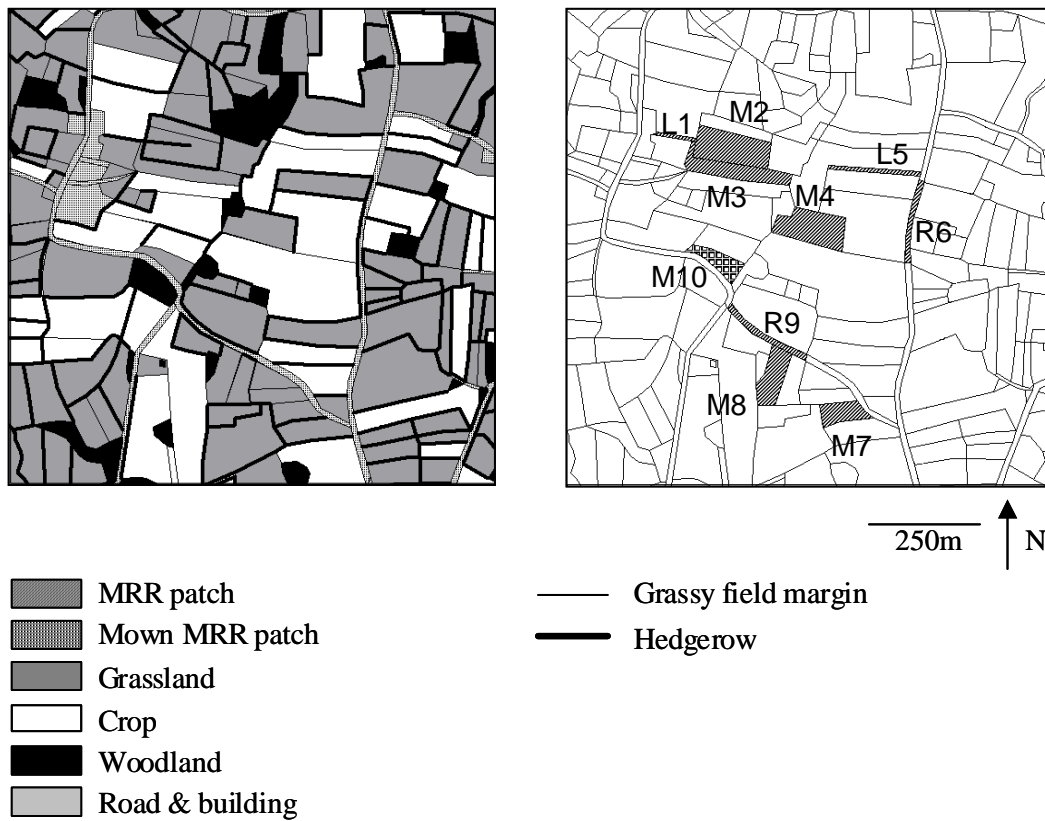 M2
L1
L5
M3
M4
R6
M10
R9
M8
M7
250m
N
MRR patch
Mown MRR patch
Grassland
Crop
Woodland
Road & building
Grassy field margin
Hedgerow